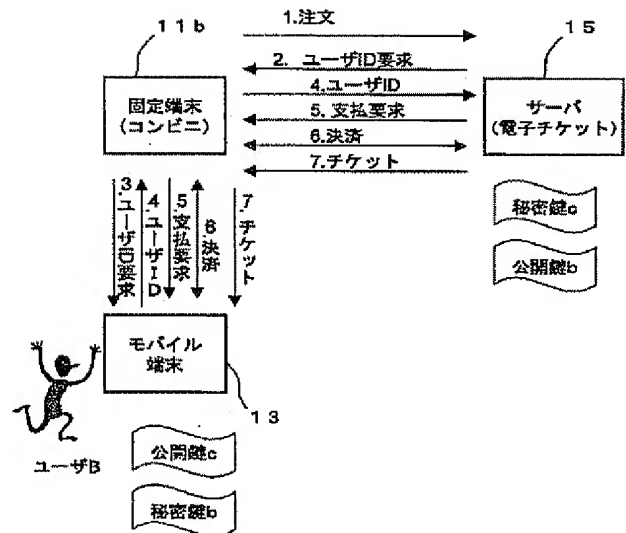 11b
1.注文
15
2. ユーザID要求
4.ユーザID
5.支払要求
6.決済
7.チケット
固定端末
(コンビニ)
サーバ
(電子チケット)
秘密鍵c
公開鍵b
3.ユーザID要求
4ユーザID
5支払要求
6.決済
7.チケット
モバイル
端末
13
ユーザB
公開鍵c
秘密鍵b